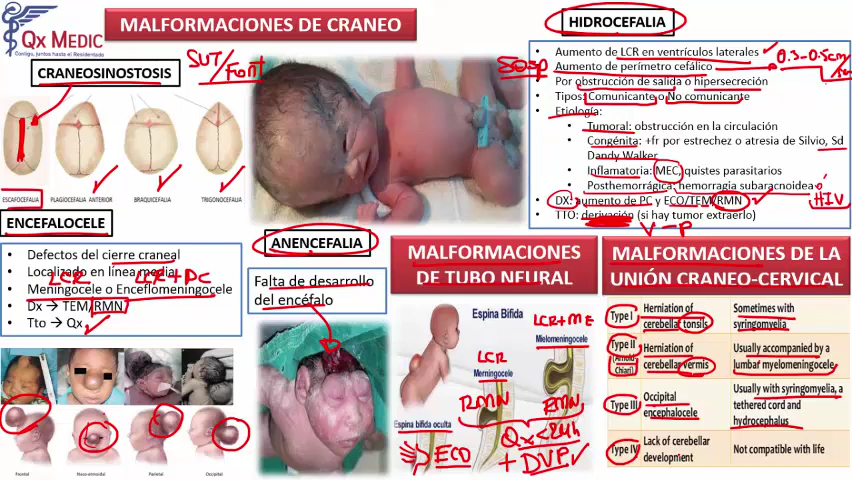 Qx MEDIC
Contigo, juntos hasta el Residentado
MALFORMACIONES DE CRANEO
CRANEOSINOSTOSIS
SUT/
Font
ESCAFOCEFALIA
PLAGIOCEFALIA ANTERIOR
BRAQUICEFALIA
TRIGONOCEFALIA
ENCEFALOCELE
• Defectos del cierre craneal
• Localizado en línea media
LCR
LCR+PC
• Meningocele o Enceflomeningocele
• Dx → TEM/RMN
• Tto → Qx
Frontal
Naso-etmoidal
Parietal
Occipital
ANENCEFALIA
Falta de desarrollo
del encéfalo
HIDROCEFALIA
• Aumento de LCR en ventrículos laterales
SOSP
• Aumento de perímetro cefálico
0.3-0.5cm/
• Por obstrucción de salida o hipersecreción
• Tipos: Comunicante o No comunicante
• Etiología:
• Tumoral: obstrucción en la circulación
• Congénita: +fr por estrechez o atresia de Silvio, Sd
Dandy Walker
• Inflamatoria: MEC, quistes parasitarios
• Posthemorrágica: hemorragia subaracnoidea
ó
HIV
• DX: aumento de PC y ECO/TEM/RMN
• TTO: derivación (si hay tumor extraerlo)
V-P
MALFORMACIONES
DE TUBO NEURAL
Espina Bífida
LCR+ME
Mielomeningocele
LCR
Merningocele
RMN
RMN
Espina bífida oculta
ECO
Qx <24h
+ DVP
MALFORMACIONES DE LA
UNIÓN CRANEO-CERVICAL
Type I Herniation of cerebellar tonsils Sometimes with syringomyelia
Type II (Arnold Chiari) Herniation of cerebellar vermis Usually accompanied by a lumbar myelomeningocele
Type III Occipital encephalocele Usually with syringomyelia, a tethered cord and hydrocephalus
Type IV Lack of cerebellar development Not compatible with life